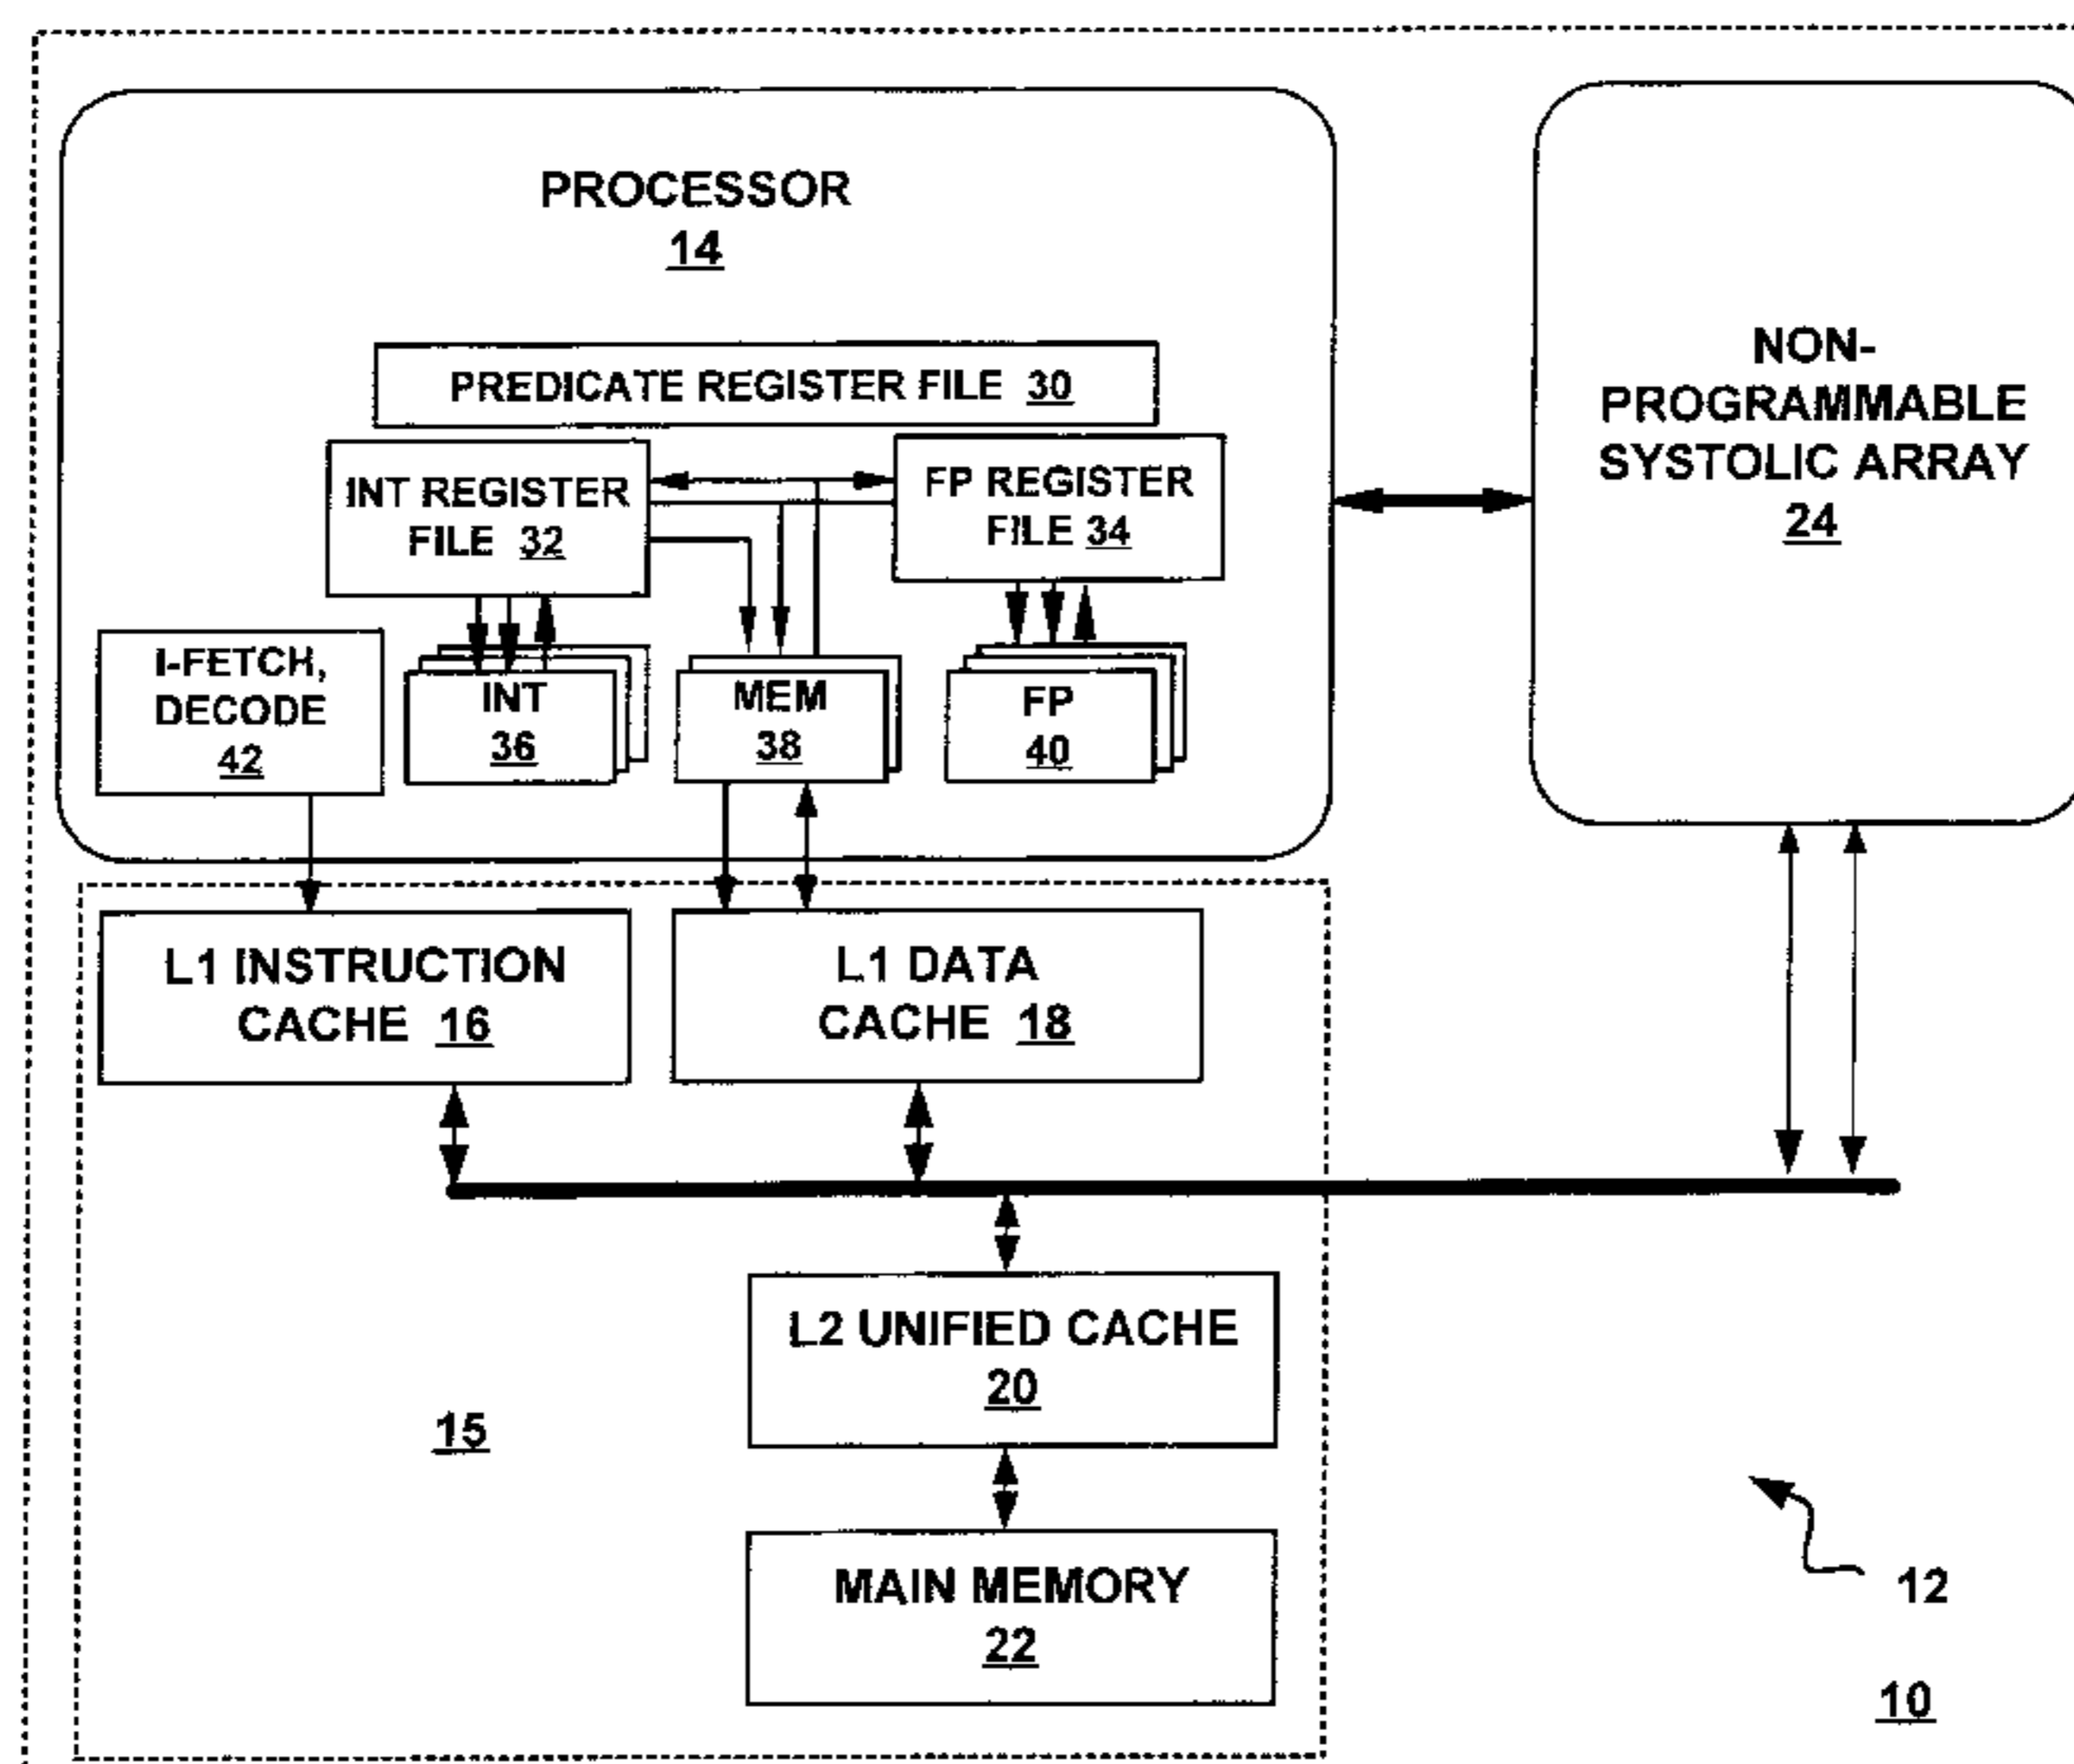 PROCESSOR
14
NON-
PROGRAMMABLE
SYSTOLIC ARRAY
24
PREDICATE REGISTER FILE 30
INT REGISTER
FILE 32
FP REGISTER
FILE 34
I-FETCH,
DECODE
42
INT
36
MEM
38
FP
40
L1 INSTRUCTION
CACHE 16
L1 DATA
CACHE 18
L2 UNIFIED CACHE
20
15
MAIN MEMORY
22
12
10